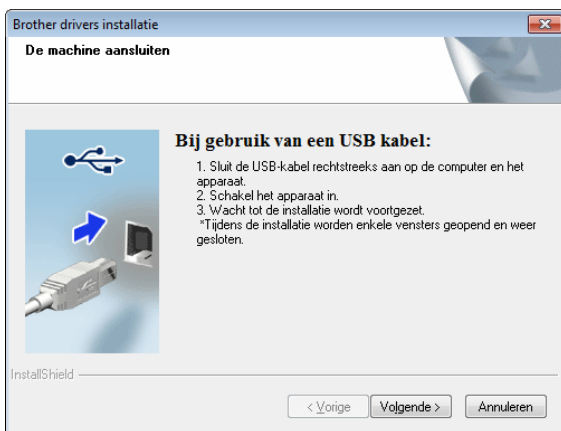 Brother drivers installatie
De machine aansluiten
Bij gebruik van een USB kabel:
1. Sluit de USB-kabel rechtstreeks aan op de computer en het
apparaat.
2. Schakel het apparaat in.
3. Wacht tot de installatie wordt voortgezet.
*Tijdens de installatie worden enkele vensters geopend en weer
gesloten.
InstallShield
< Vorige
Volgende >
Annuleren